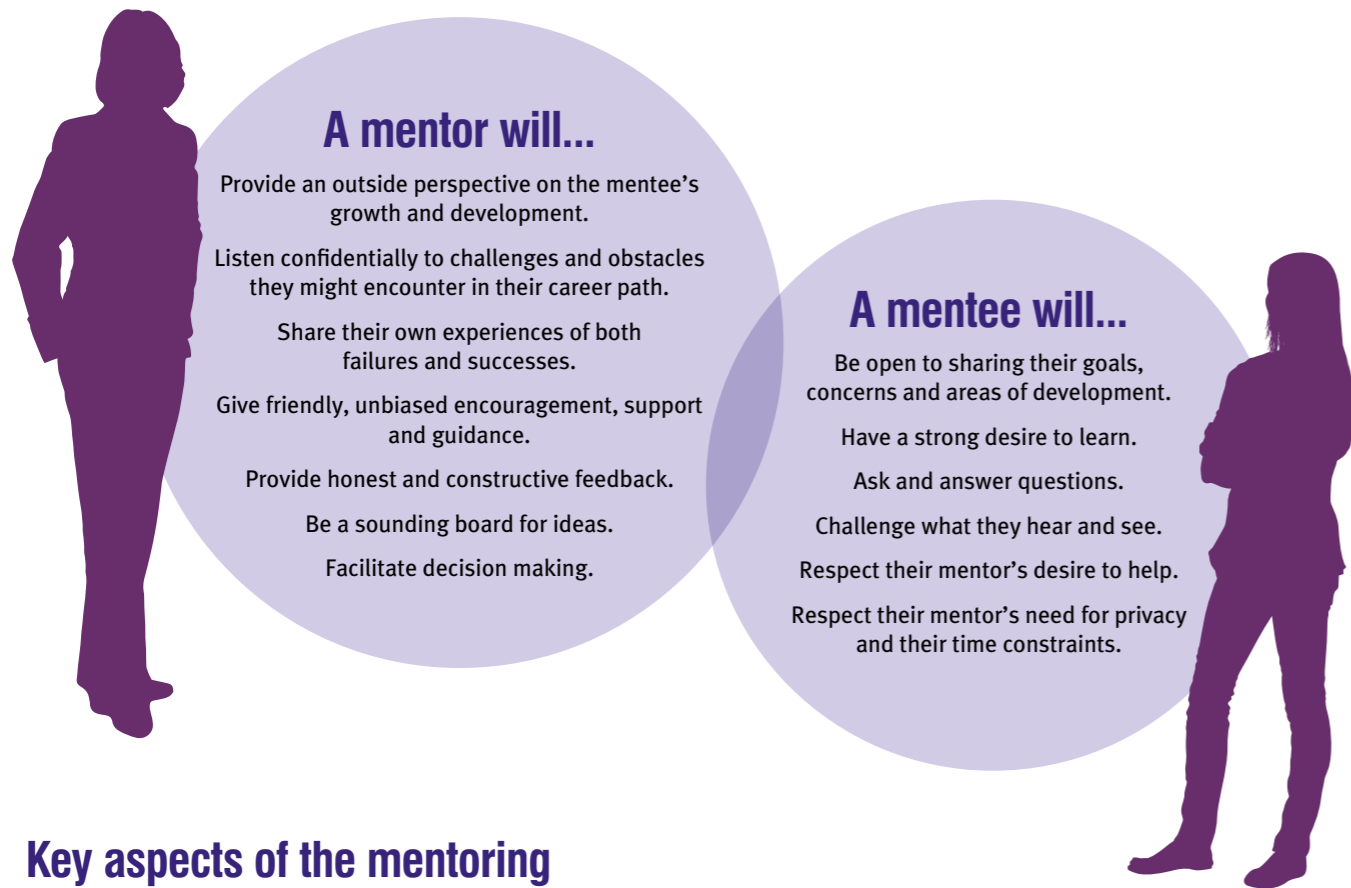 A mentor will...
Provide an outside perspective on the mentee’s
growth and development.
Listen confidentially to challenges and obstacles
they might encounter in their career path.
Share their own experiences of both
failures and successes.
Give friendly, unbiased encouragement, support
and guidance.
Provide honest and constructive feedback.
Be a sounding board for ideas.
Facilitate decision making.
A mentee will...
Be open to sharing their goals,
concerns and areas of development.
Have a strong desire to learn.
Ask and answer questions.
Challenge what they hear and see.
Respect their mentor’s desire to help.
Respect their mentor’s need for privacy
and their time constraints.
Key aspects of the mentoring